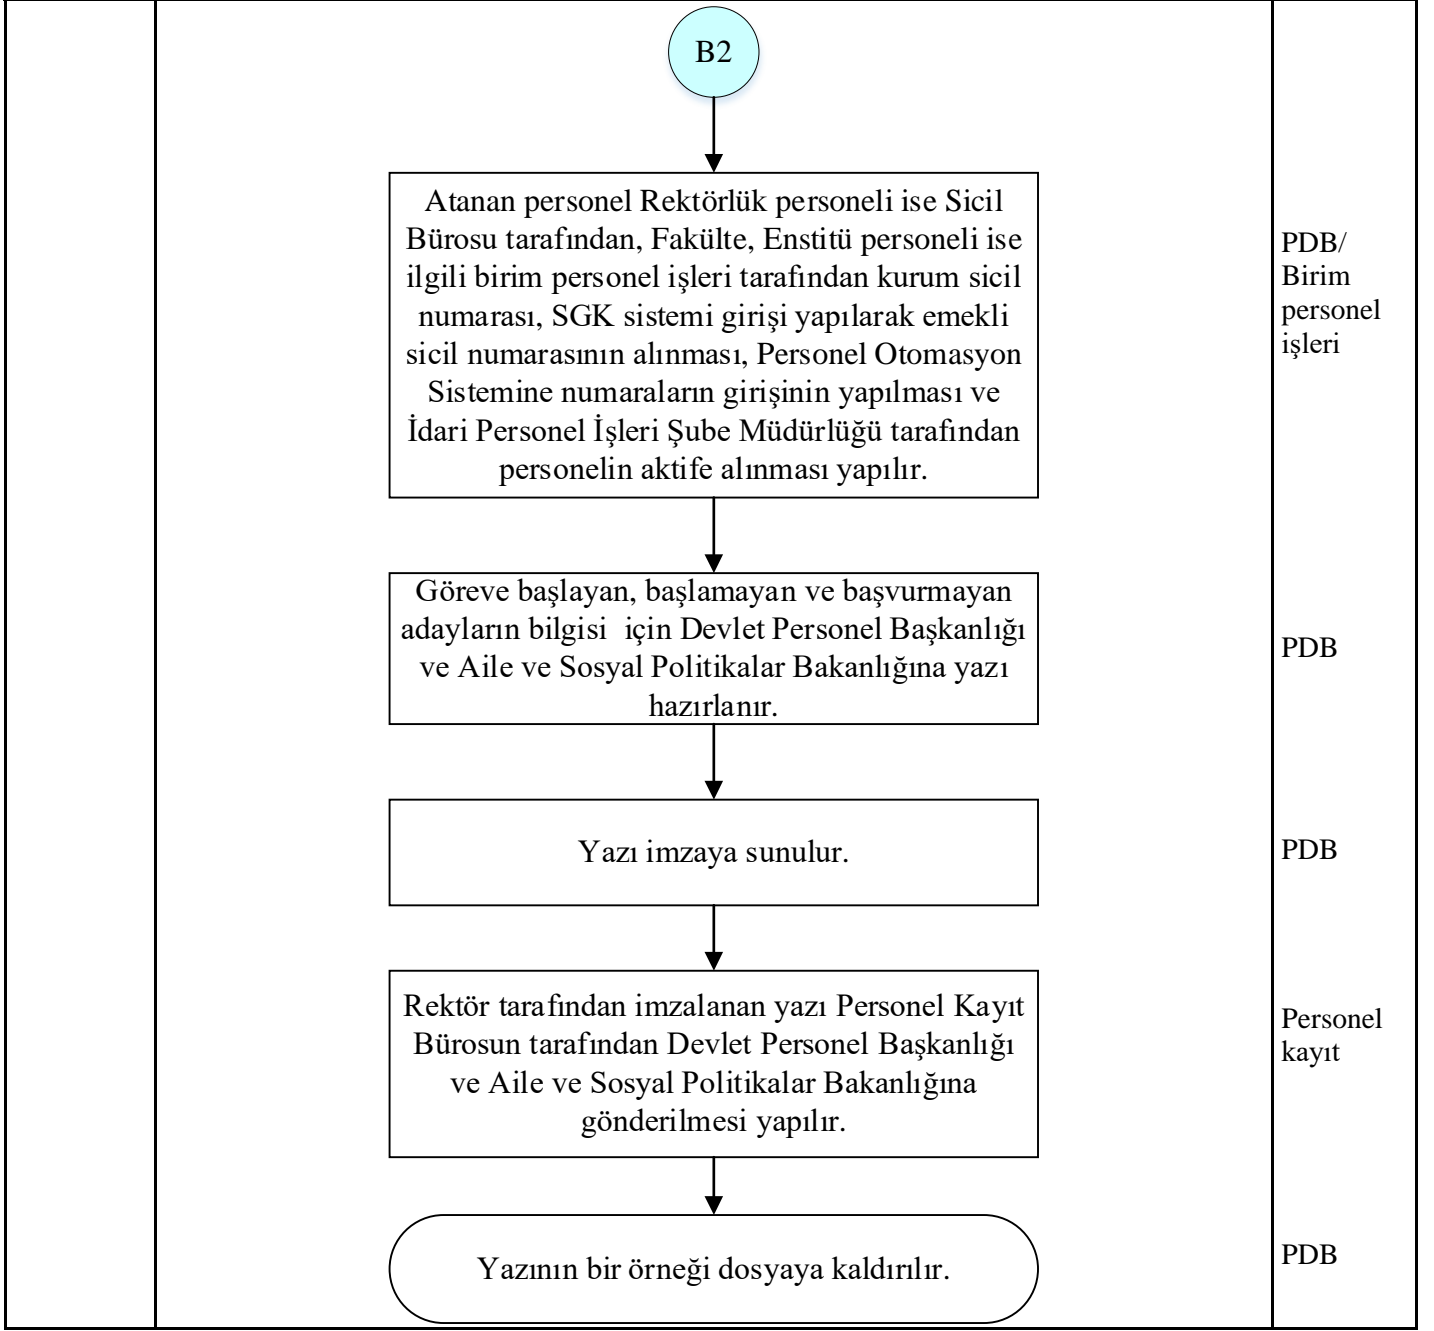 B2
Atanan personel Rektörlük personeli ise Sicil
Bürosu tarafından, Fakülte, Enstitü personeli ise
ilgili birim personel işleri tarafından kurum sicil
numarası, SGK sistemi girişi yapılarak emekli
sicil numarasının alınması, Personel Otomasyon
Sistemine numaraların girişinin yapılması ve
İdari Personel İşleri Şube Müdürlüğü tarafından
personelin aktife alınması yapılır.
PDB/
Birim
personel
işleri
Göreve başlayan, başlamayan ve başvurmayan
adayların bilgisi  için Devlet Personel Başkanlığı
ve Aile ve Sosyal Politikalar Bakanlığına yazı
hazırlanır.
PDB
Yazı imzaya sunulur.
PDB
Rektör tarafından imzalanan yazı Personel Kayıt
Bürosun tarafından Devlet Personel Başkanlığı
ve Aile ve Sosyal Politikalar Bakanlığına
gönderilmesi yapılır.
Personel
kayıt
Yazının bir örneği dosyaya kaldırılır.
PDB